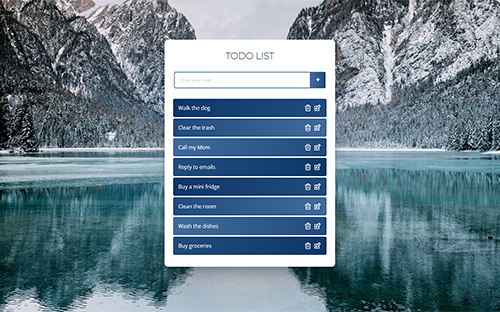 TODO LIST
Enter your task
+
Walk the dog
Clear the trash
Call my Mom
Reply to emails
Buy a mini fridge
Clean the room
Wash the dishes
Buy groceries